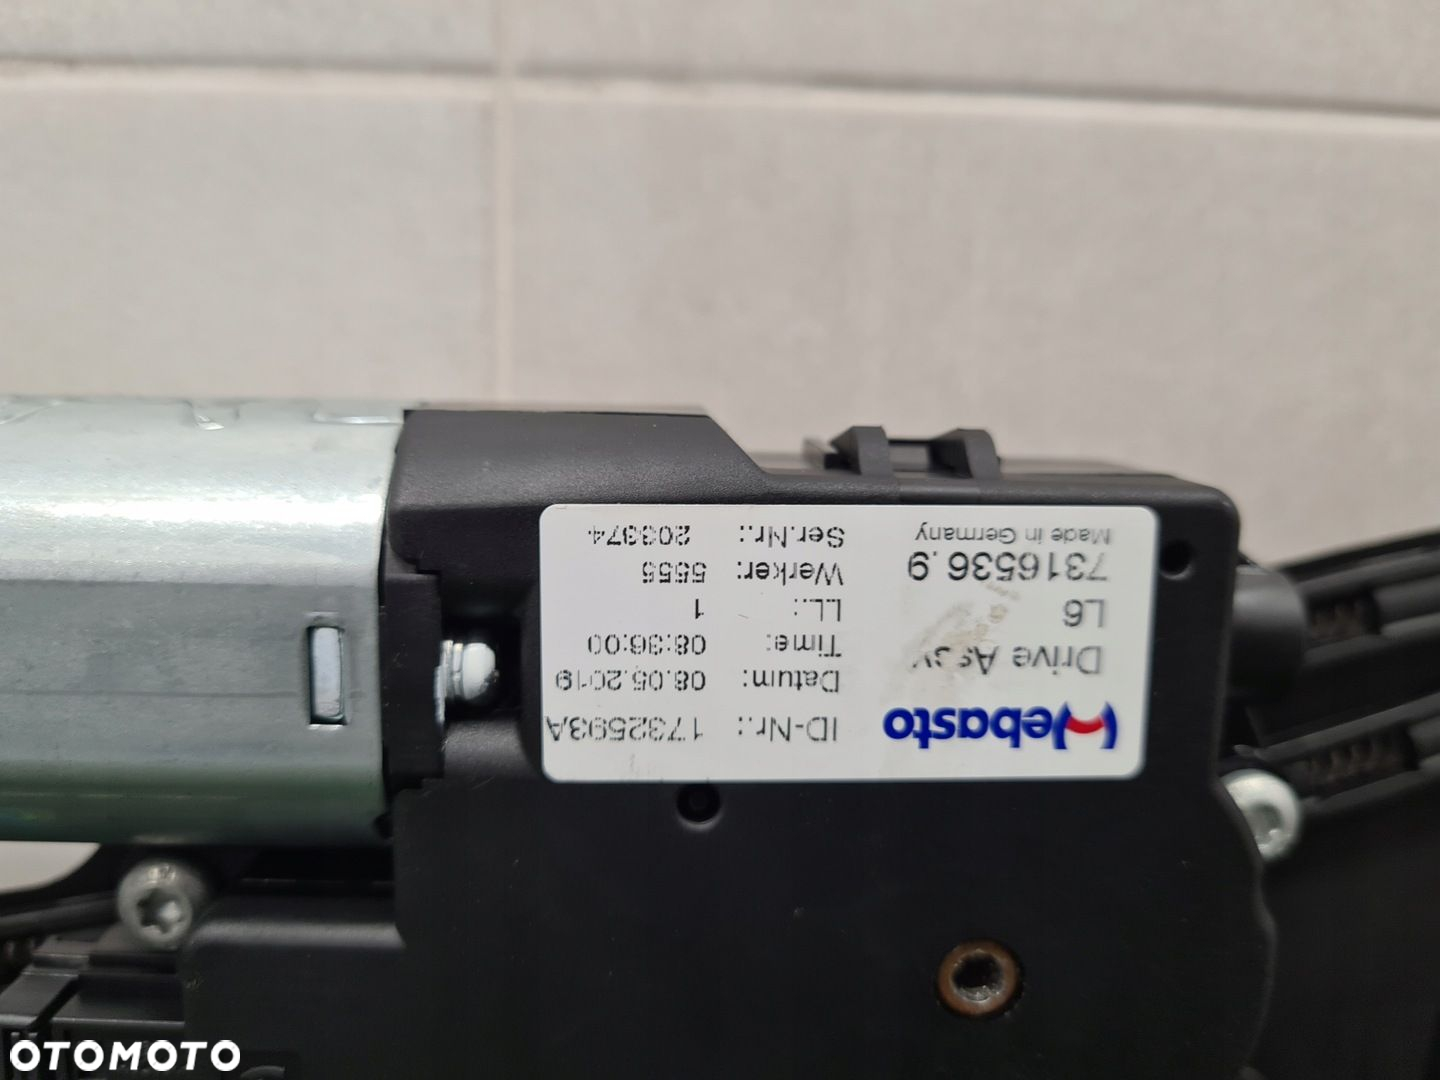 Webasto
Drive Assy
L6
7316536.9
Made in Germany
ID-Nr.: 1732593A
Datum: 08.05.2019
Time: 08:36:00
LL.: 1
Werker: 5555
Ser.Nr.: 203374
OTOMOTO